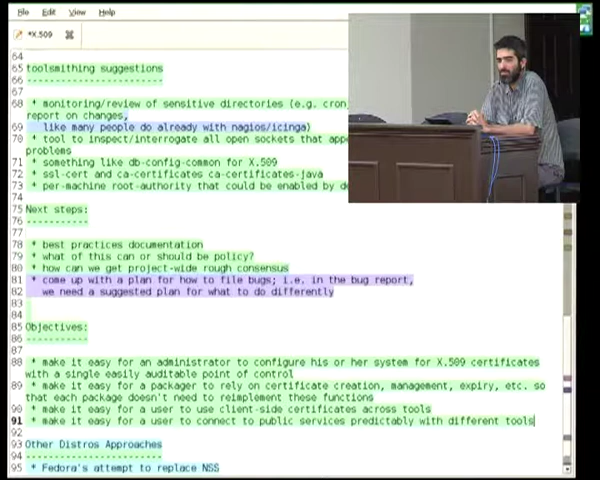 File Edit View Help
*X.509
64
65 toolsmithing suggestions
66 -----------------------
67
68 * monitoring/review of sensitive directories (e.g. cron,
report on changes,
69 like many people do already with nagios/icinga)
70 * tool to inspect/interrogate all open sockets that
problems
71 * something like db-config-common for X.509
72 * ssl-cert and ca-certificates ca-certificates-java
73 * per-machine root-authority that could be enabled by
74
75 Next steps:
76 -----------
77
78 * best practices documentation
79 * what of this can or should be policy?
80 * how can we get project-wide rough consensus
81 * come up with a plan for how to file bugs; i.e. in the bug report,
82 we need a suggested plan for what to do differently
83
84
85 Objectives:
86 -----------
87
88 * make it easy for an administrator to configure his or her system for X.509 certificates
with a single easily auditable point of control
89 * make it easy for a packager to rely on certificate creation, management, expiry, etc. so
that each package doesn't need to reimplement these functions
90 * make it easy for a user to use client-side certificates across tools
91 * make it easy for a user to connect to public services predictably with different tools
92
93 Other Distros Approaches
94 -----------------------
95 * Fedora's attempt to replace NSS